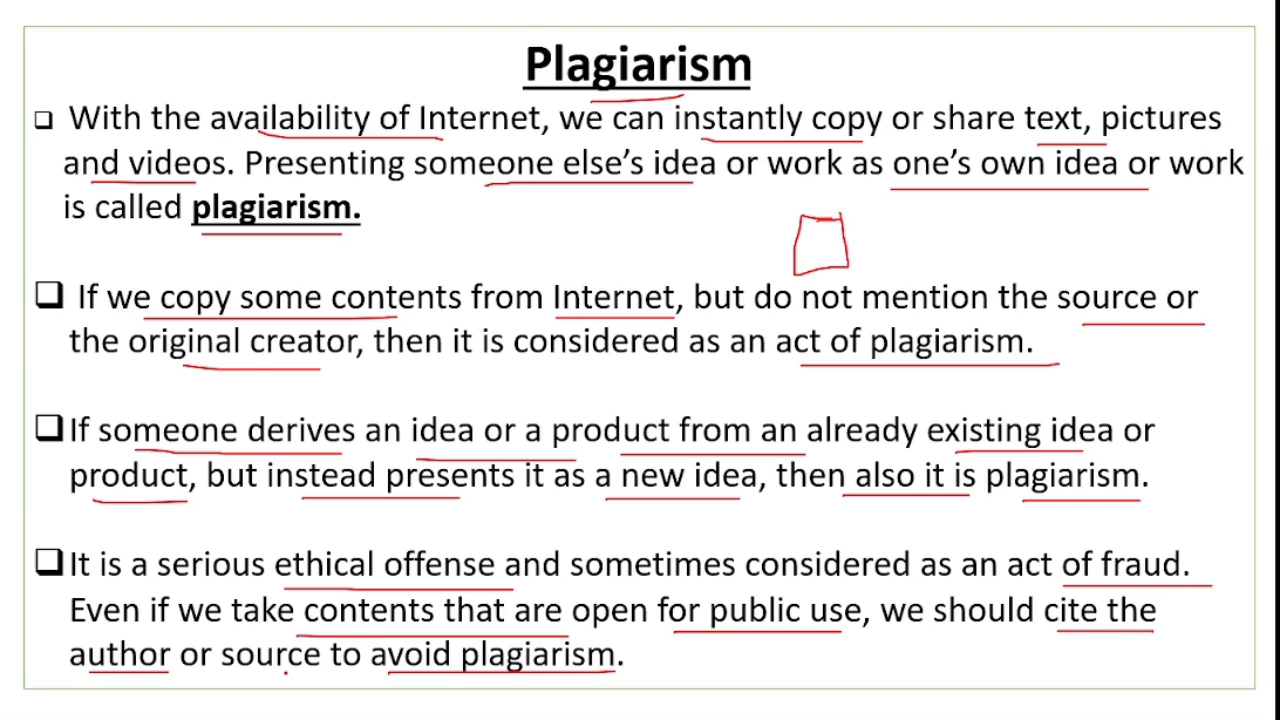 Plagiarism
❑ With the availability of Internet, we can instantly copy or share text, pictures
and videos. Presenting someone else’s idea or work as one’s own idea or work
is called plagiarism.
❑ If we copy some contents from Internet, but do not mention the source or
the original creator, then it is considered as an act of plagiarism.
❑ If someone derives an idea or a product from an already existing idea or
product, but instead presents it as a new idea, then also it is plagiarism.
❑ It is a serious ethical offense and sometimes considered as an act of fraud.
Even if we take contents that are open for public use, we should cite the
author or source to avoid plagiarism.